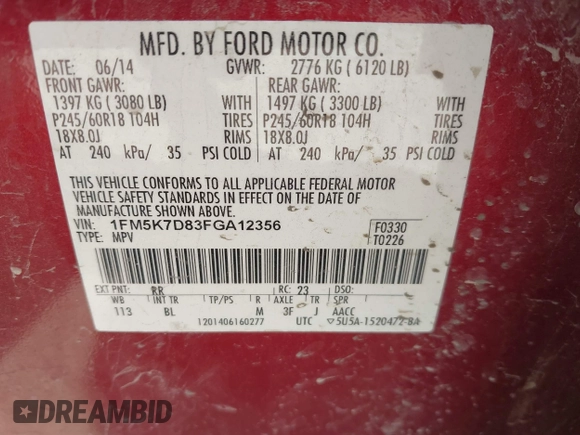 MFD. BY FORD MOTOR CO.
DATE: 06/14 GVWR: 2776 KG ( 6120 LB)
FRONT GAWR: REAR GAWR:
1397 KG ( 3080 LB) WITH 1497 KG ( 3300 LB) WITH
P245/60R18 104H TIRES P245/60R18 104H TIRES
18X8.0J RIMS 18X8.0J RIMS
AT 240 kPa/ 35 PSI COLD AT 240 kPa/ 35 PSI COLD
THIS VEHICLE CONFORMS TO ALL APPLICABLE FEDERAL MOTOR
VEHICLE SAFETY STANDARDS IN EFFECT ON THE DATE OF
MANUFACTURE SHOWN ABOVE.
VIN: 1FM5K7D83FGA12356 F0330
TYPE: MPV T0226
EXT PNT: RR RC: 23 DSO:
WB INT TR TP/PS R AXLE TR SPR
113 BL M 3F J AACC
1201406160277 UTC ▽5U5A-1520472-BA
DREAMBID